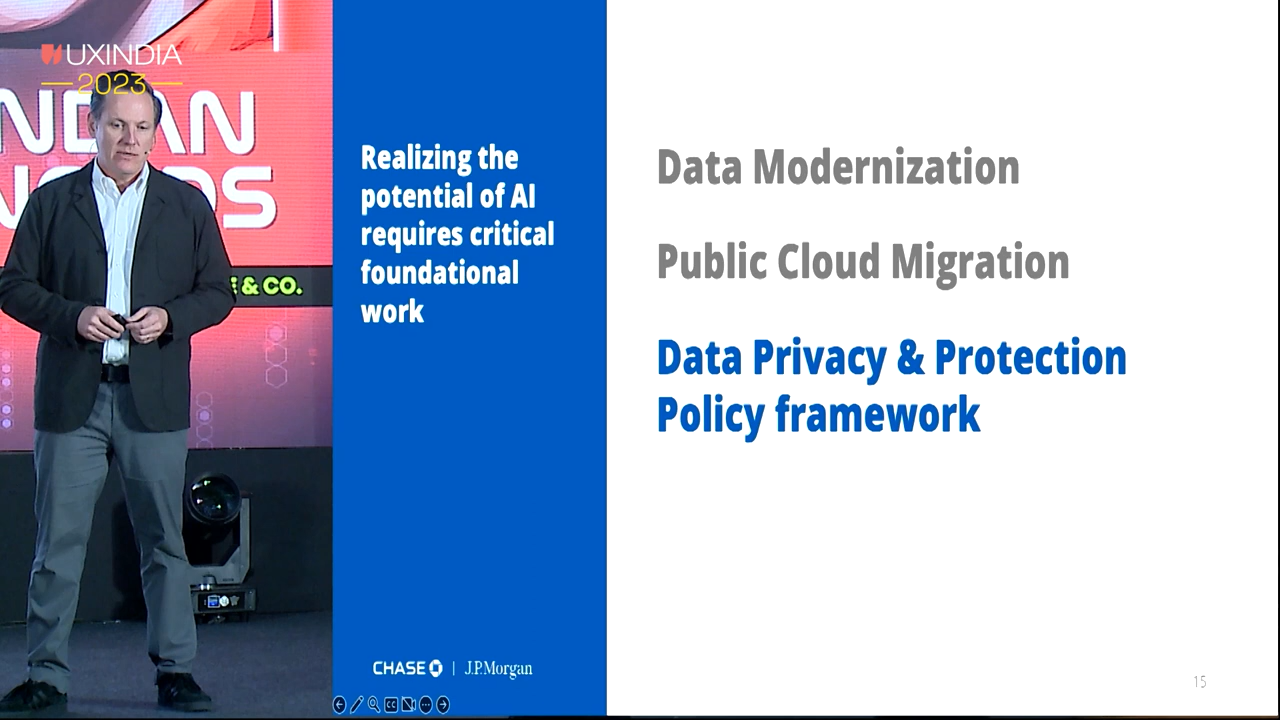 UXINDIA
2023
& CO.
Realizing the
potential of AI
requires critical
foundational
work
CHASE | J.P.Morgan
Data Modernization
Public Cloud Migration
Data Privacy & Protection
Policy framework
15